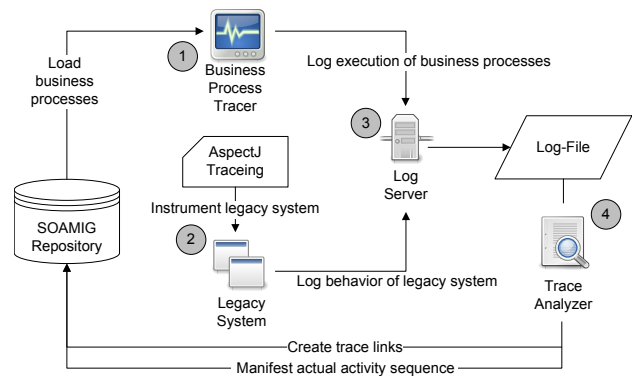 Load
business
processes
1
Business
Process
Tracer
Log execution of business processes
3
Log
Server
Log-File
AspectJ
Traceing
Instrument legacy system
2
Legacy
System
Log behavior of legacy system
SOAMIG
Repository
4
Trace
Analyzer
Create trace links
Manifest actual activity sequence